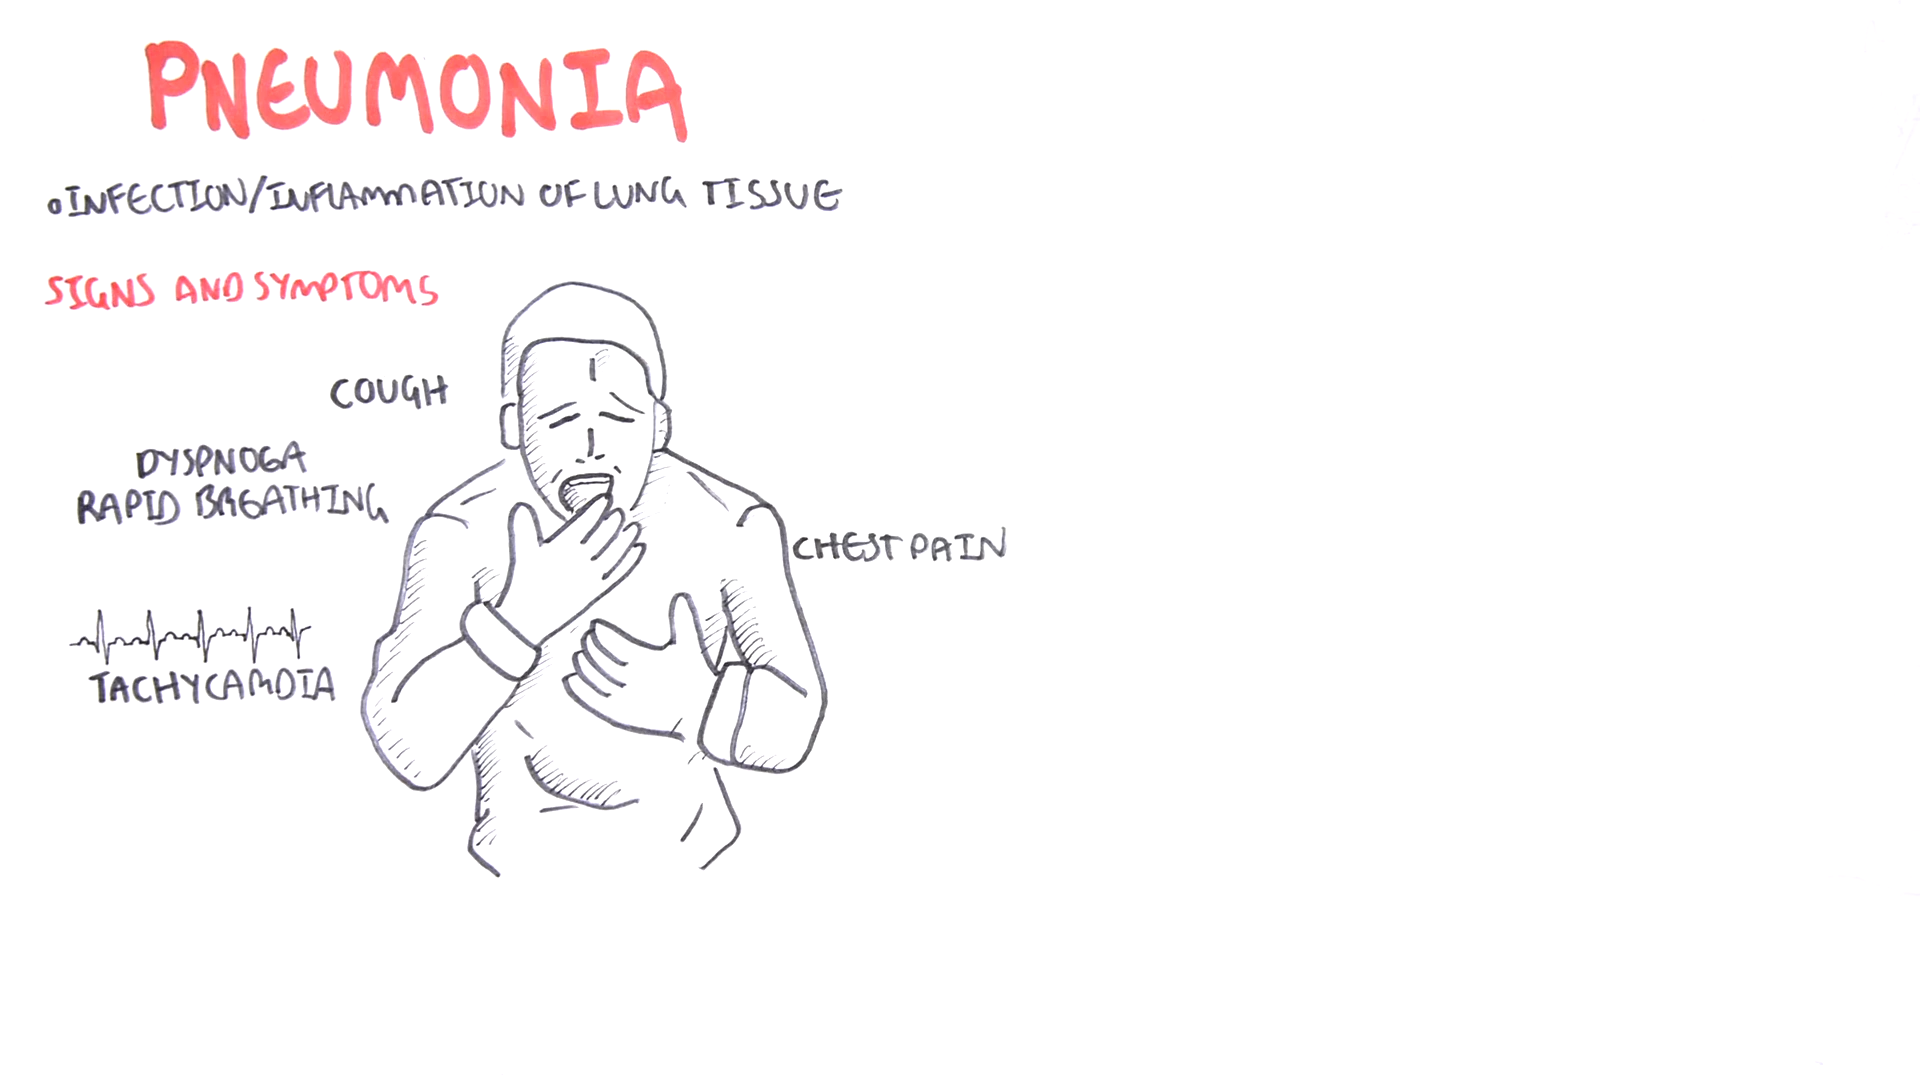 PNEUMONIA
INFECTION/INFLAMMATION OF LUNG TISSUE
SIGNS AND SYMPTOMS
COUGH
DYSPNOEA
RAPID BREATHING
CHEST PAIN
TACHYCARDIA